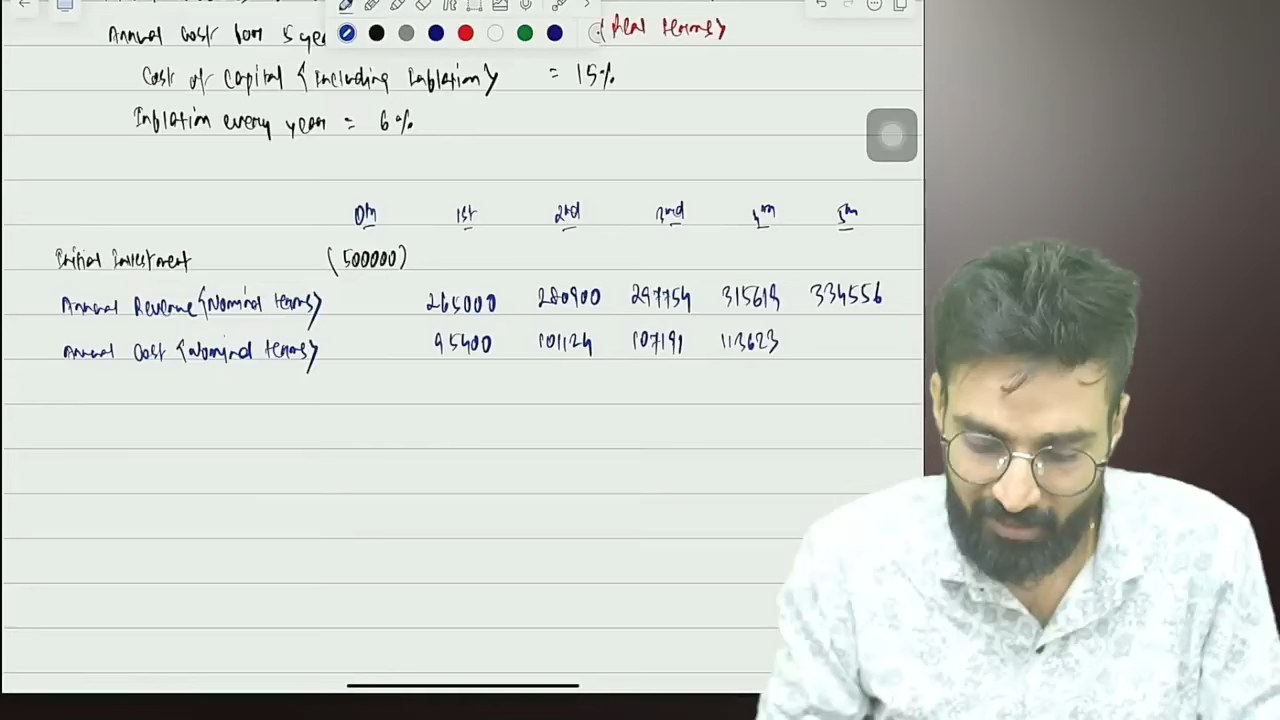 Annual Cost for 5 yea (Real terms)
Cost of Capital {including Inflation} = 15%
Inflation every year = 6%
0th 1st 2nd 3rd 4th 5th
Initial Investment (500000)
Annual Revenue {Nominal terms} 265000 280900 297754 315619 334556
Annual Cost {Nominal terms} 95400 101124 107191 113623